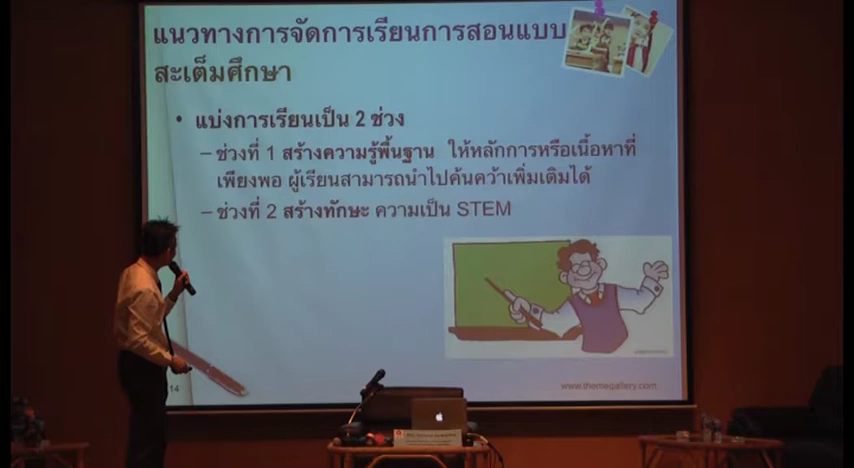 แนวทางการจัดการเรียนการสอนแบบ
สะเต็มศึกษา
• แบ่งการเรียนเป็น 2 ช่วง
– ช่วงที่ 1 สร้างความรู้พื้นฐาน ให้หลักการหรือเนื้อหาที่
เพียงพอ ผู้เรียนสามารถนำไปค้นคว้าเพิ่มเติมได้
– ช่วงที่ 2 สร้างทักษะ ความเป็น STEM
14
www.themegallery.com